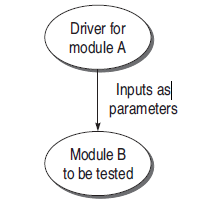 Driver for
module A
Inputs as
parameters
Module B
to be tested